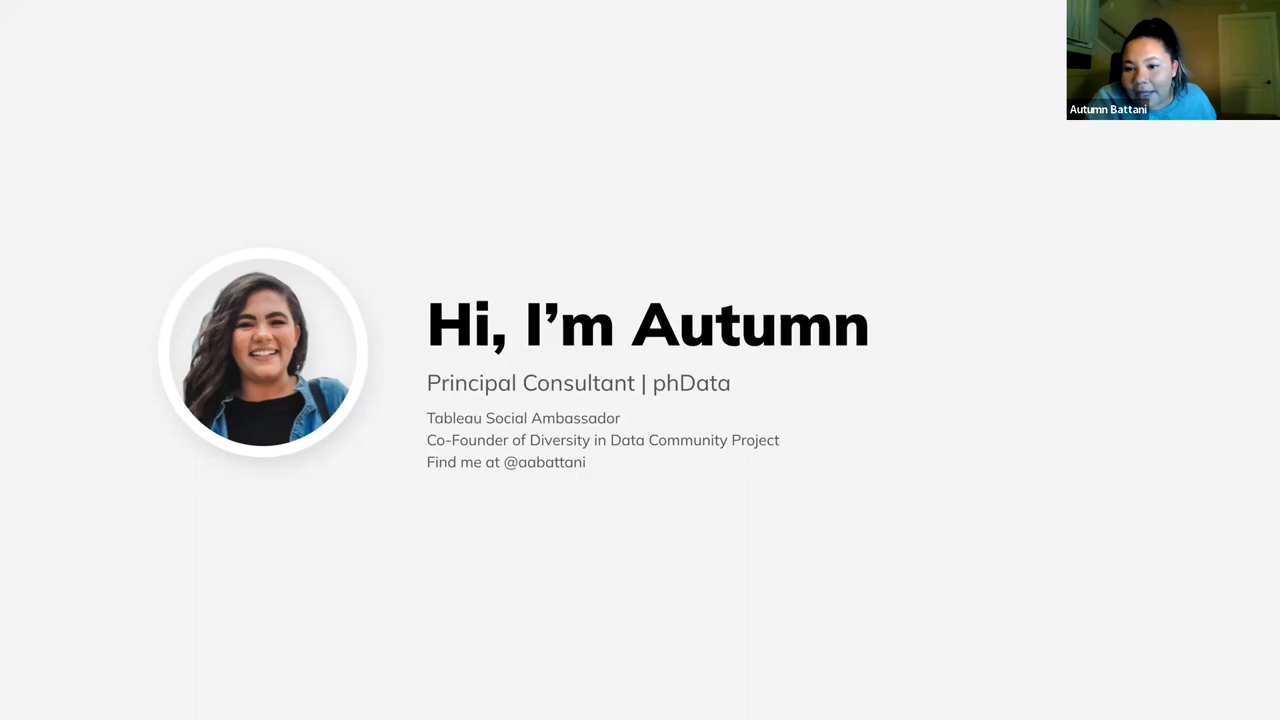 Autumn Battani
Hi, I’m Autumn
Principal Consultant | phData
Tableau Social Ambassador
Co-Founder of Diversity in Data Community Project
Find me at @aabattani